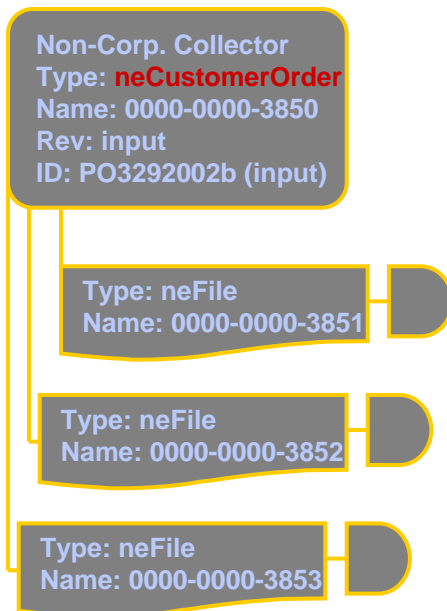 Non-Corp. Collector
Type: neCustomerOrder
Name: 0000-0000-3850
Rev: input
ID: PO3292002b (input)
Type: neFile
Name: 0000-0000-3851
Type: neFile
Name: 0000-0000-3852
Type: neFile
Name: 0000-0000-3853